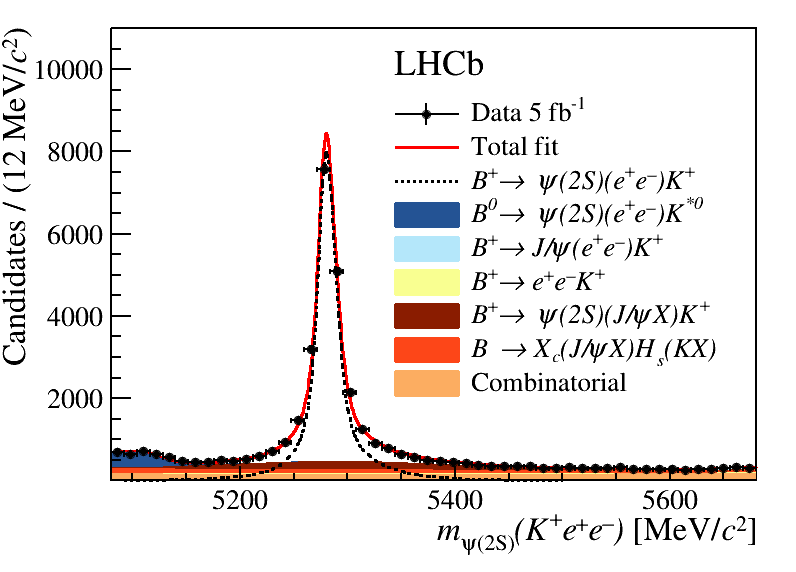 Candidates / (12 MeV/c²)
10000
8000
6000
4000
2000
LHCb
Data 5 fb⁻¹
Total fit
B⁺→ ψ(2S)(e⁺e⁻)K⁺
B⁰→ ψ(2S)(e⁺e⁻)K*⁰
B⁺→ J/ψ(e⁺e⁻)K⁺
B⁺→ e⁺e⁻K⁺
B⁺→ ψ(2S)(J/ψX)K⁺
B → X_c(J/ψX)H_s(KX)
Combinatorial
5200 5400 5600
m_ψ(2S)(K⁺e⁺e⁻) [MeV/c²]